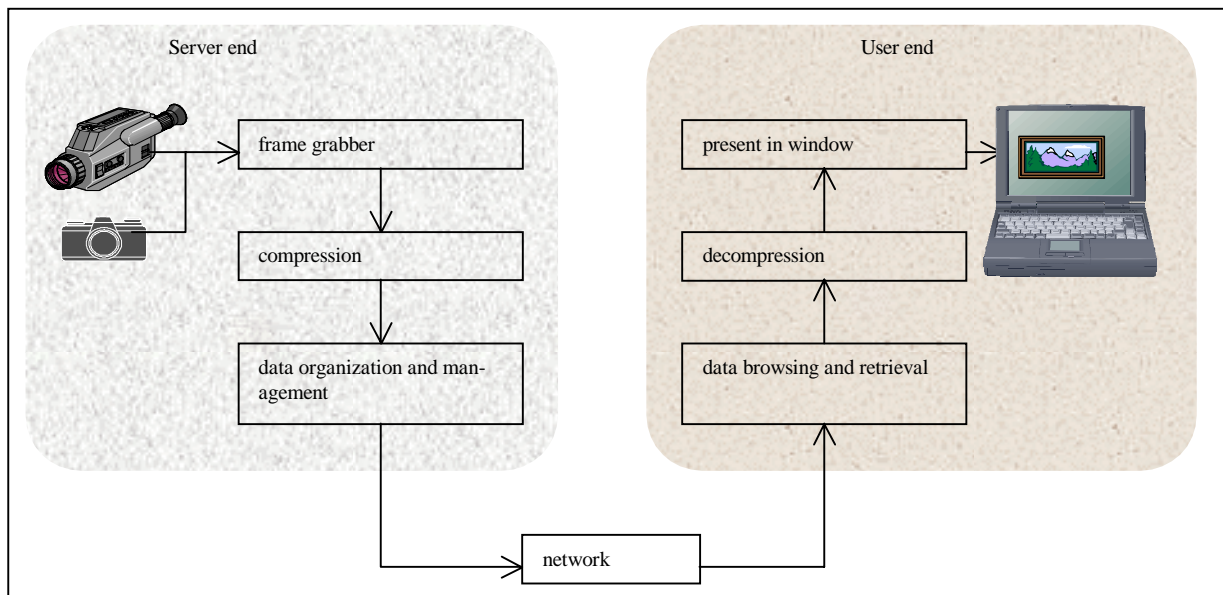 Server end
User end
frame grabber
compression
data organization and man-
agement
present in window
decompression
data browsing and retrieval
network